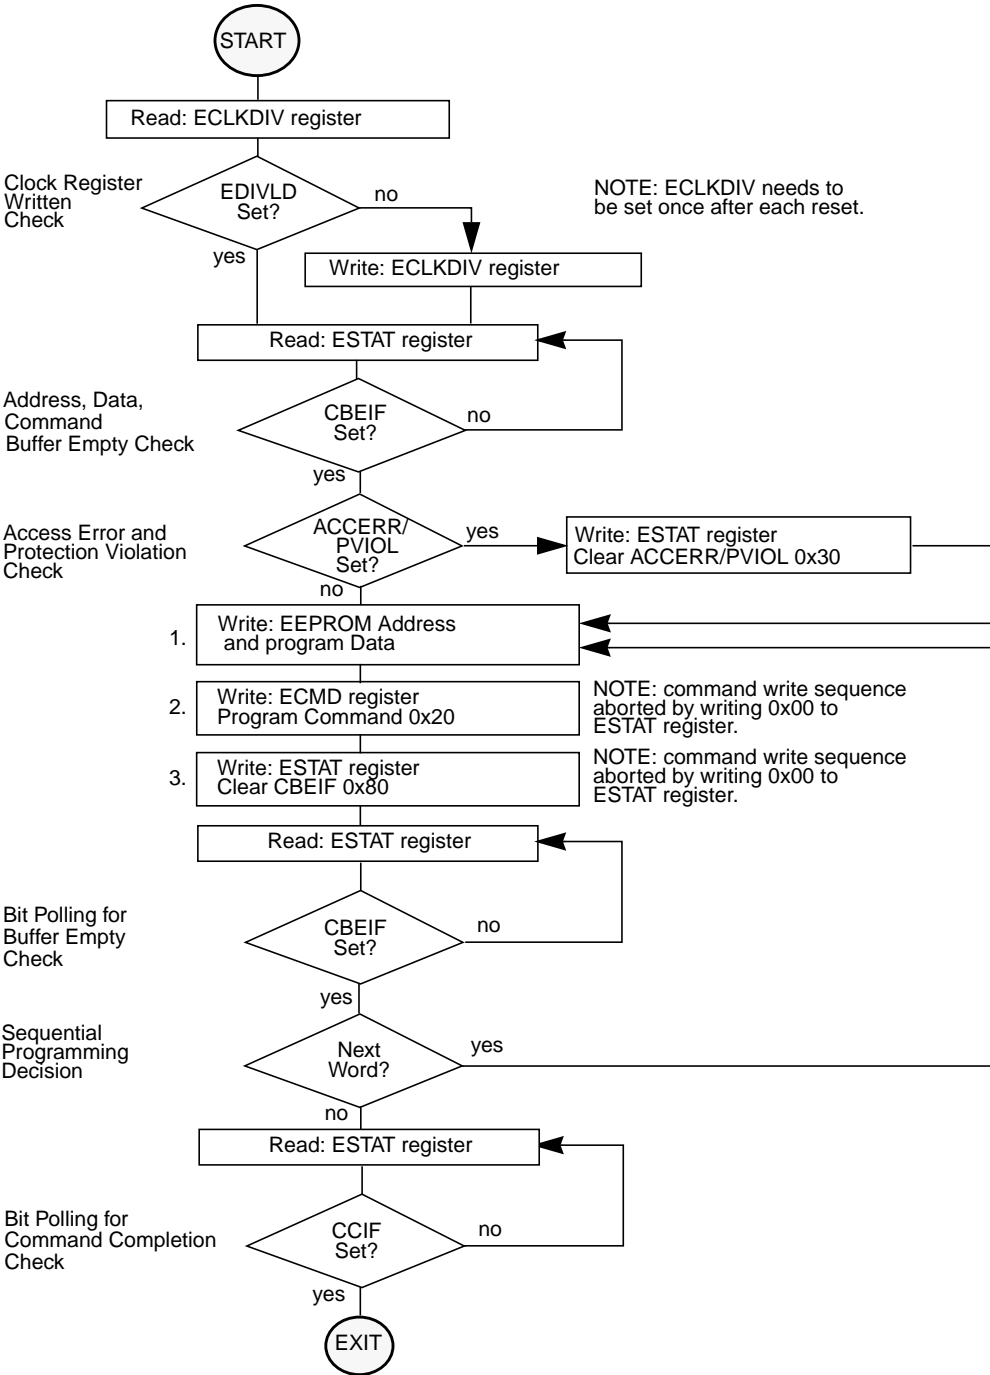 START
Read: ECLKDIV register
Clock Register
Written
Check
EDIVLD
Set?
no
yes
NOTE: ECLKDIV needs to
be set once after each reset.
Write: ECLKDIV register
Read: ESTAT register
Address, Data,
Command
Buffer Empty Check
CBEIF
Set?
no
yes
Access Error and
Protection Violation
Check
ACCERR/
PVIOL
Set?
yes
no
Write: ESTAT register
Clear ACCERR/PVIOL 0x30
1.
Write: EEPROM Address
and program Data
2.
Write: ECMD register
Program Command 0x20
NOTE: command write sequence
aborted by writing 0x00 to
ESTAT register.
3.
Write: ESTAT register
Clear CBEIF 0x80
NOTE: command write sequence
aborted by writing 0x00 to
ESTAT register.
Read: ESTAT register
Bit Polling for
Buffer Empty
Check
CBEIF
Set?
no
yes
Sequential
Programming
Decision
Next
Word?
yes
no
Read: ESTAT register
Bit Polling for
Command Completion
Check
CCIF
Set?
no
yes
EXIT